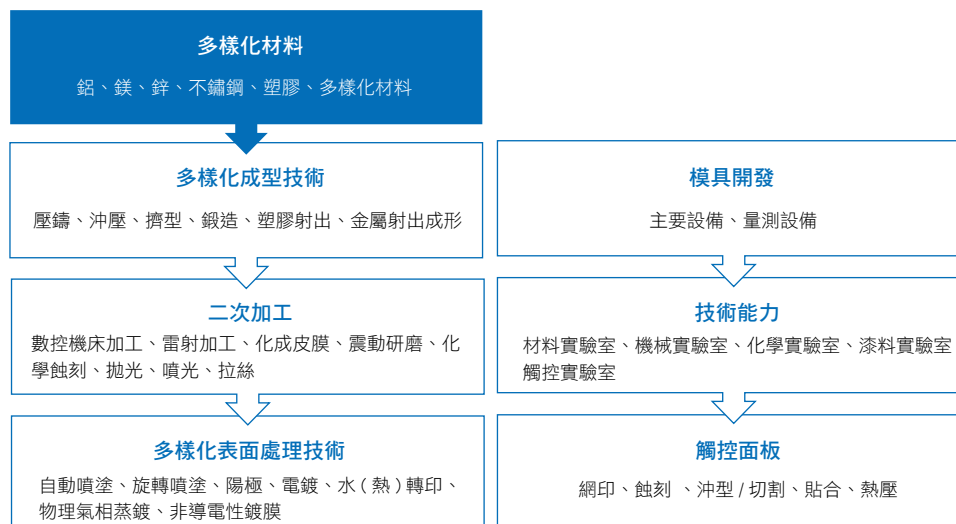 多樣化材料
鋁、鎂、鋅、不鏽鋼、塑膠、多樣化材料
多樣化成型技術
壓鑄、沖壓、擠型、鍛造、塑膠射出、金屬射出成形
二次加工
數控機床加工、雷射加工、化成皮膜、震動研磨、化
學蝕刻、拋光、噴光、拉絲
多樣化表面處理技術
自動噴塗、旋轉噴塗、陽極、電鍍、水 ( 熱 ) 轉印、
物理氣相蒸鍍、非導電性鍍膜
模具開發
主要設備、量測設備
技術能力
材料實驗室、機械實驗室、化學實驗室、漆料實驗室
觸控實驗室
觸控面板
網印、蝕刻 、沖型 / 切割、貼合、熱壓